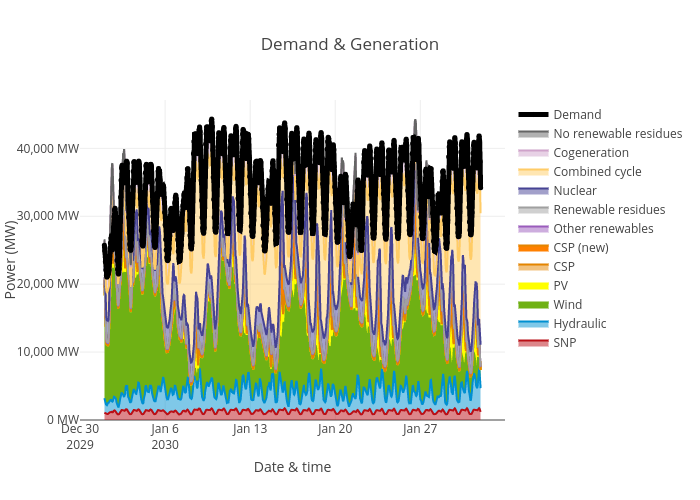 Demand & Generation
40,000 MW
30,000 MW
20,000 MW
10,000 MW
0 MW
Power (MW)
Dec 30
2029
Jan 6
2030
Jan 13
Jan 20
Jan 27
Date & time
Demand
No renewable residues
Cogeneration
Combined cycle
Nuclear
Renewable residues
Other renewables
CSP (new)
CSP
PV
Wind
Hydraulic
SNP